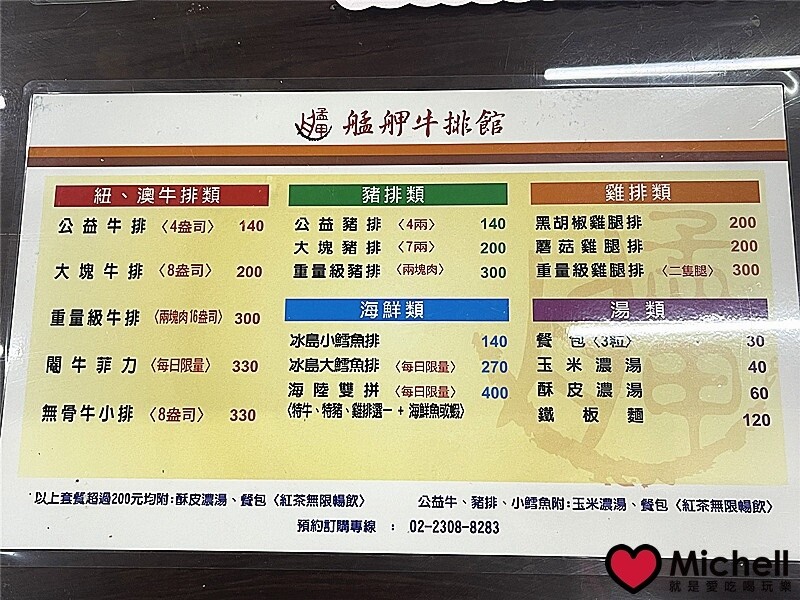 艋舺 艋舺牛排館
紐、澳牛排類
公益牛排〈4盎司〉 140
大塊牛排〈8盎司〉 200
重量級牛排〈兩塊肉16盎司〉 300
閹牛菲力〈每日限量〉 330
無骨牛小排〈8盎司〉 330
豬排類
公益豬排〈4兩〉 140
大塊豬排〈7兩〉 200
重量級豬排〈兩塊肉〉 300
海鮮類
冰島小鱈魚排 140
冰島大鱈魚排〈每日限量〉 270
海陸雙拼〈每日限量〉 400
〈特牛、特豬、雞排選一 + 海鮮魚或蝦〉
雞排類
黑胡椒雞腿排 200
蘑菇雞腿排 200
重量級雞腿排〈二隻腿〉 300
湯類
餐包〈3粒〉 30
玉米濃湯 40
酥皮濃湯 60
鐵板麵 120
以上套餐超過200元均附:酥皮濃湯、餐包〈紅茶無限暢飲〉
公益牛、豬排、小鱈魚附:玉米濃湯、餐包〈紅茶無限暢飲〉
預約訂購專線 : 02-2308-8283
Michell
就是愛吃喝玩樂